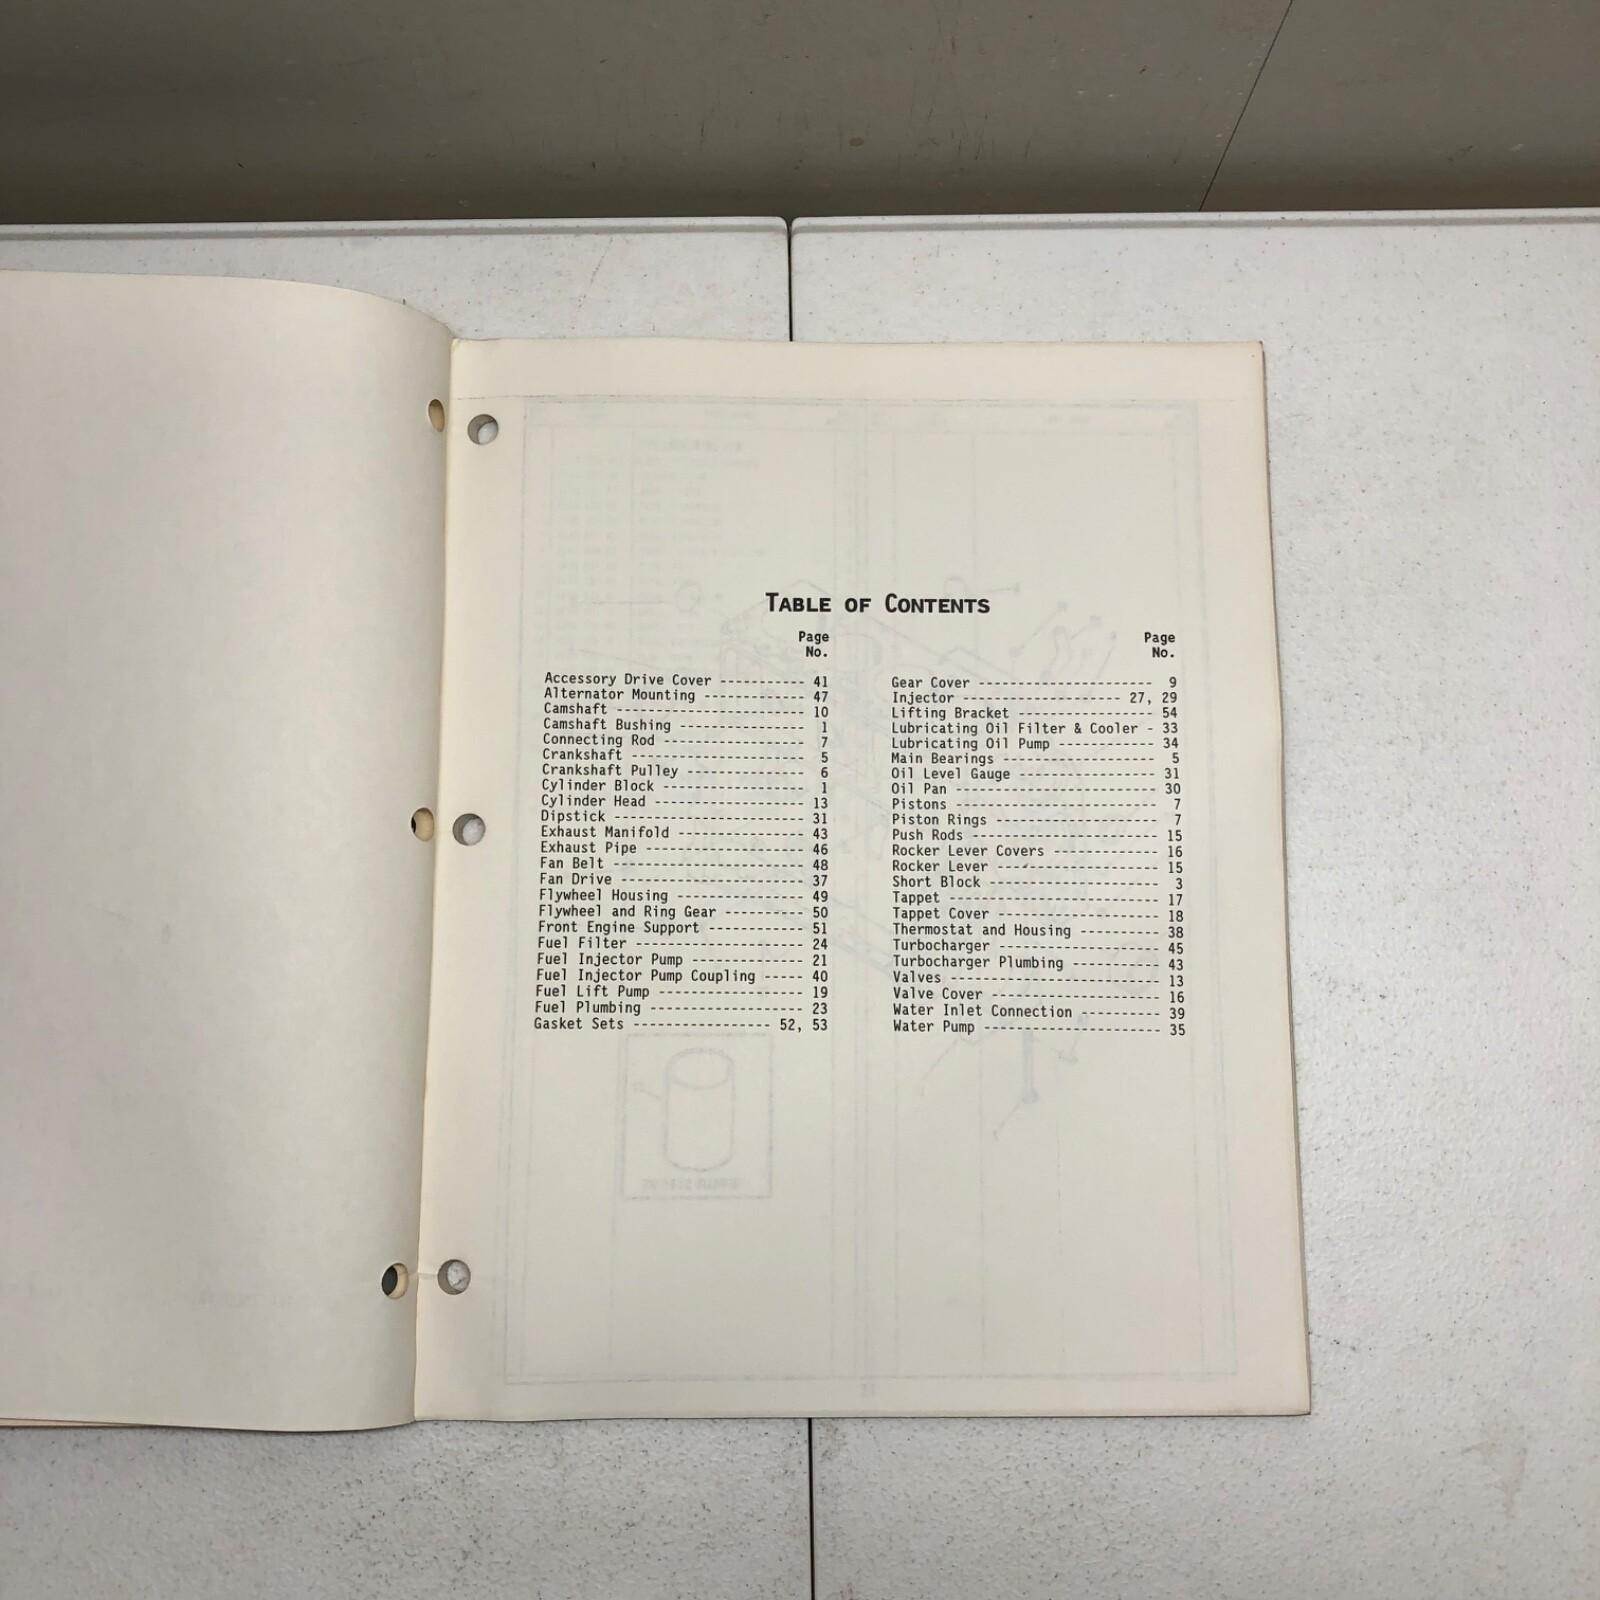 TABLE OF CONTENTS
Page
No.
Accessory Drive Cover ----------- 41
Alternator Mounting ------------- 47
Camshaft ------------------------ 10
Camshaft Bushing ---------------- 1
Connecting Rod ------------------ 7
Crankshaft ---------------------- 5
Crankshaft Pulley --------------- 6
Cylinder Block ------------------ 1
Cylinder Head ------------------- 13
Dipstick ------------------------ 31
Exhaust Manifold ---------------- 43
Exhaust Pipe -------------------- 46
Fan Belt ------------------------ 48
Fan Drive ----------------------- 37
Flywheel Housing ---------------- 49
Flywheel and Ring Gear ---------- 50
Front Engine Support ------------ 51
Fuel Filter --------------------- 24
Fuel Injector Pump -------------- 21
Fuel Injector Pump Coupling ----- 40
Fuel Lift Pump ------------------ 19
Fuel Plumbing ------------------- 23
Gasket Sets ----------------- 52, 53
Page
No.
Gear Cover ---------------------- 9
Injector -------------------- 27, 29
Lifting Bracket ----------------- 54
Lubricating Oil Filter & Cooler - 33
Lubricating Oil Pump ------------ 34
Main Bearings ------------------- 5
Oil Level Gauge ----------------- 31
Oil Pan ------------------------- 30
Pistons ------------------------- 7
Piston Rings -------------------- 7
Push Rods ----------------------- 15
Rocker Lever Covers ------------- 16
Rocker Lever -------------------- 15
Short Block --------------------- 3
Tappet -------------------------- 17
Tappet Cover -------------------- 18
Thermostat and Housing ---------- 38
Turbocharger -------------------- 45
Turbocharger Plumbing ----------- 43
Valves -------------------------- 13
Valve Cover --------------------- 16
Water Inlet Connection ---------- 39
Water Pump ---------------------- 35